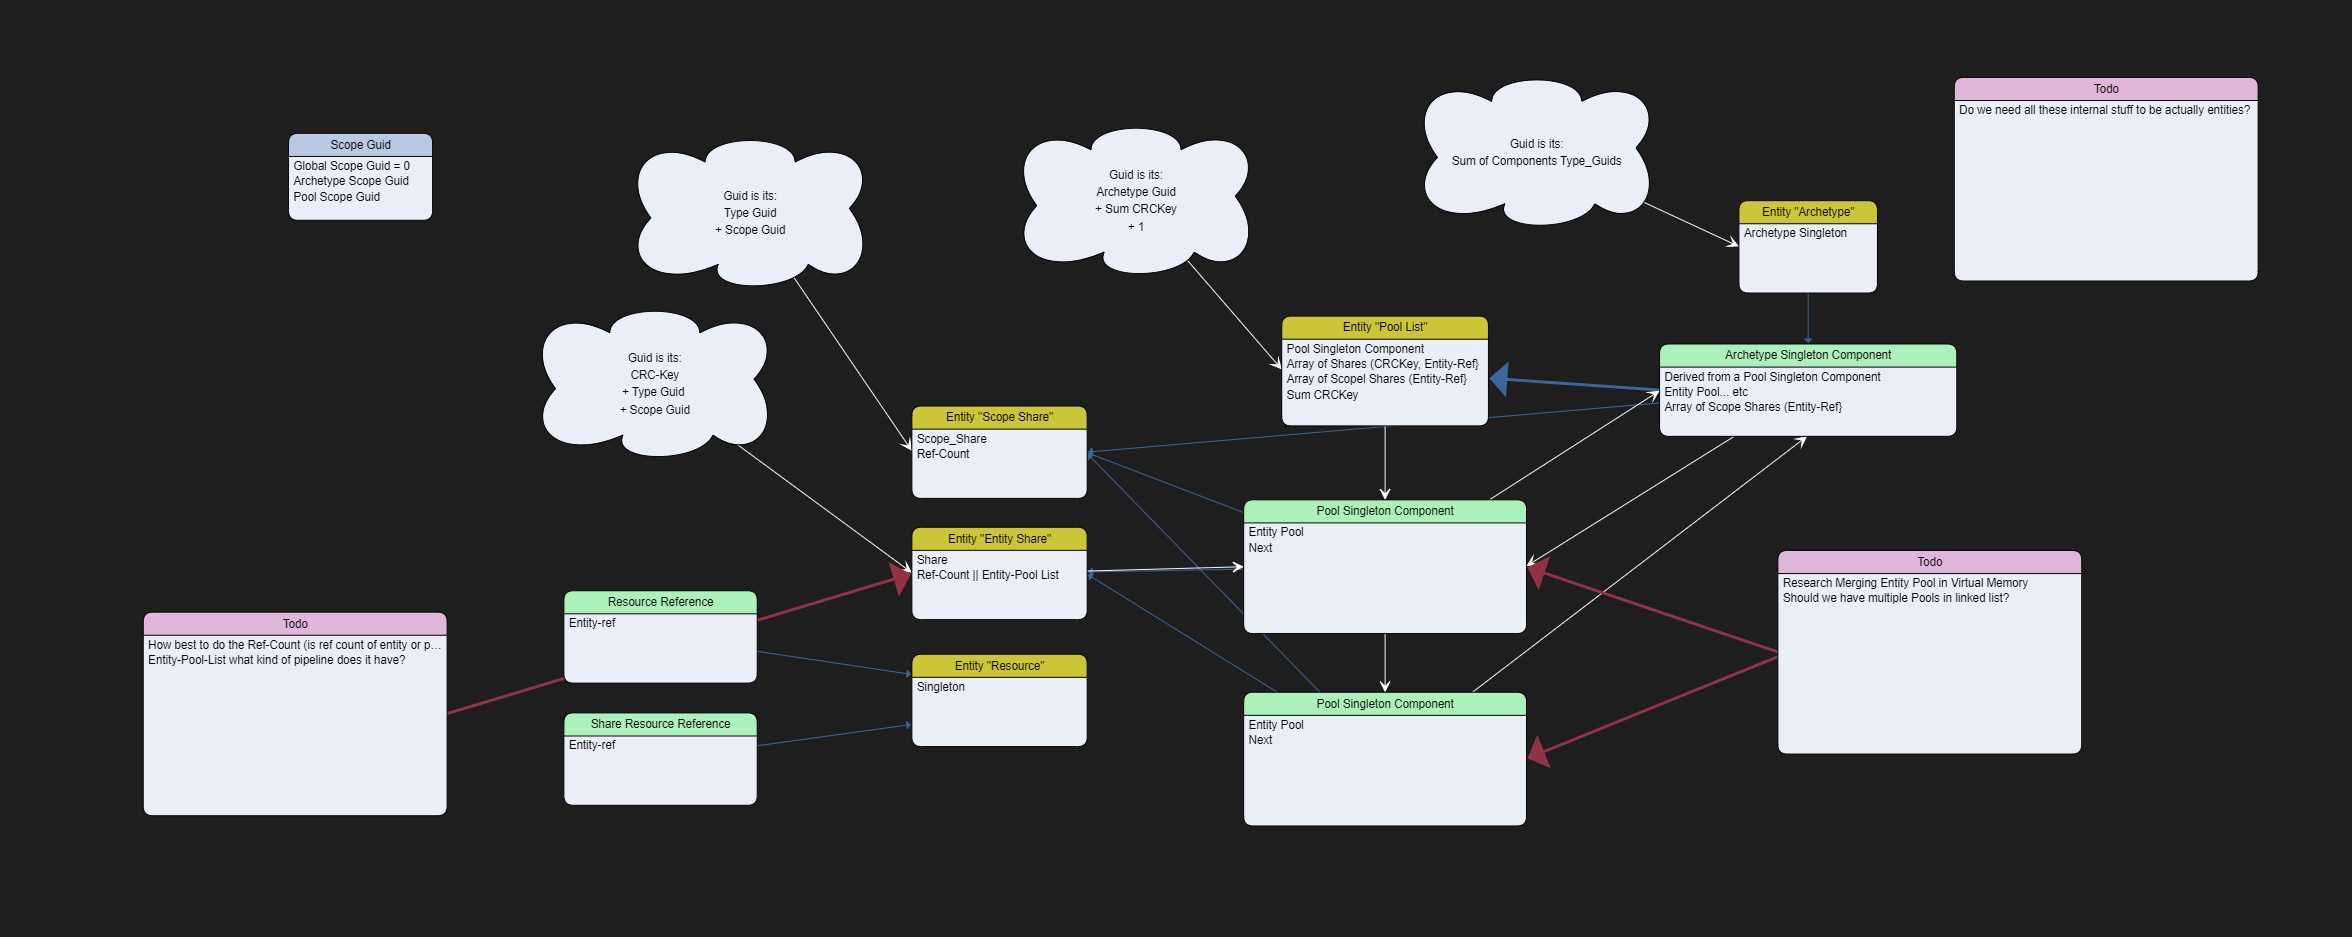 Scope Guid
Global Scope Guid = 0
Archetype Scope Guid
Pool Scope Guid
Guid is its:
Type Guid
+ Scope Guid
Guid is its:
Archetype Guid
+ Sum CRCKey
+ 1
Guid is its:
Sum of Components Type_Guids
Todo
Do we need all these internal stuff to be actually entities?
Entity "Archetype"
Archetype Singleton
Guid is its:
CRC-Key
+ Type Guid
+ Scope Guid
Entity "Pool List"
Pool Singleton Component
Array of Shares (CRCKey, Entity-Ref}
Array of Scopel Shares (Entity-Ref}
Sum CRCKey
Archetype Singleton Component
Derived from a Pool Singleton Component
Entity Pool... etc
Array of Scope Shares (Entity-Ref}
Entity "Scope Share"
Scope_Share
Ref-Count
Entity "Entity Share"
Share
Ref-Count || Entity-Pool List
Pool Singleton Component
Entity Pool
Next
Todo
Research Merging Entity Pool in Virtual Memory
Should we have multiple Pools in linked list?
Resource Reference
Entity-ref
Todo
How best to do the Ref-Count (is ref count of entity or p...
Entity-Pool-List what kind of pipeline does it have?
Entity "Resource"
Singleton
Share Resource Reference
Entity-ref
Pool Singleton Component
Entity Pool
Next